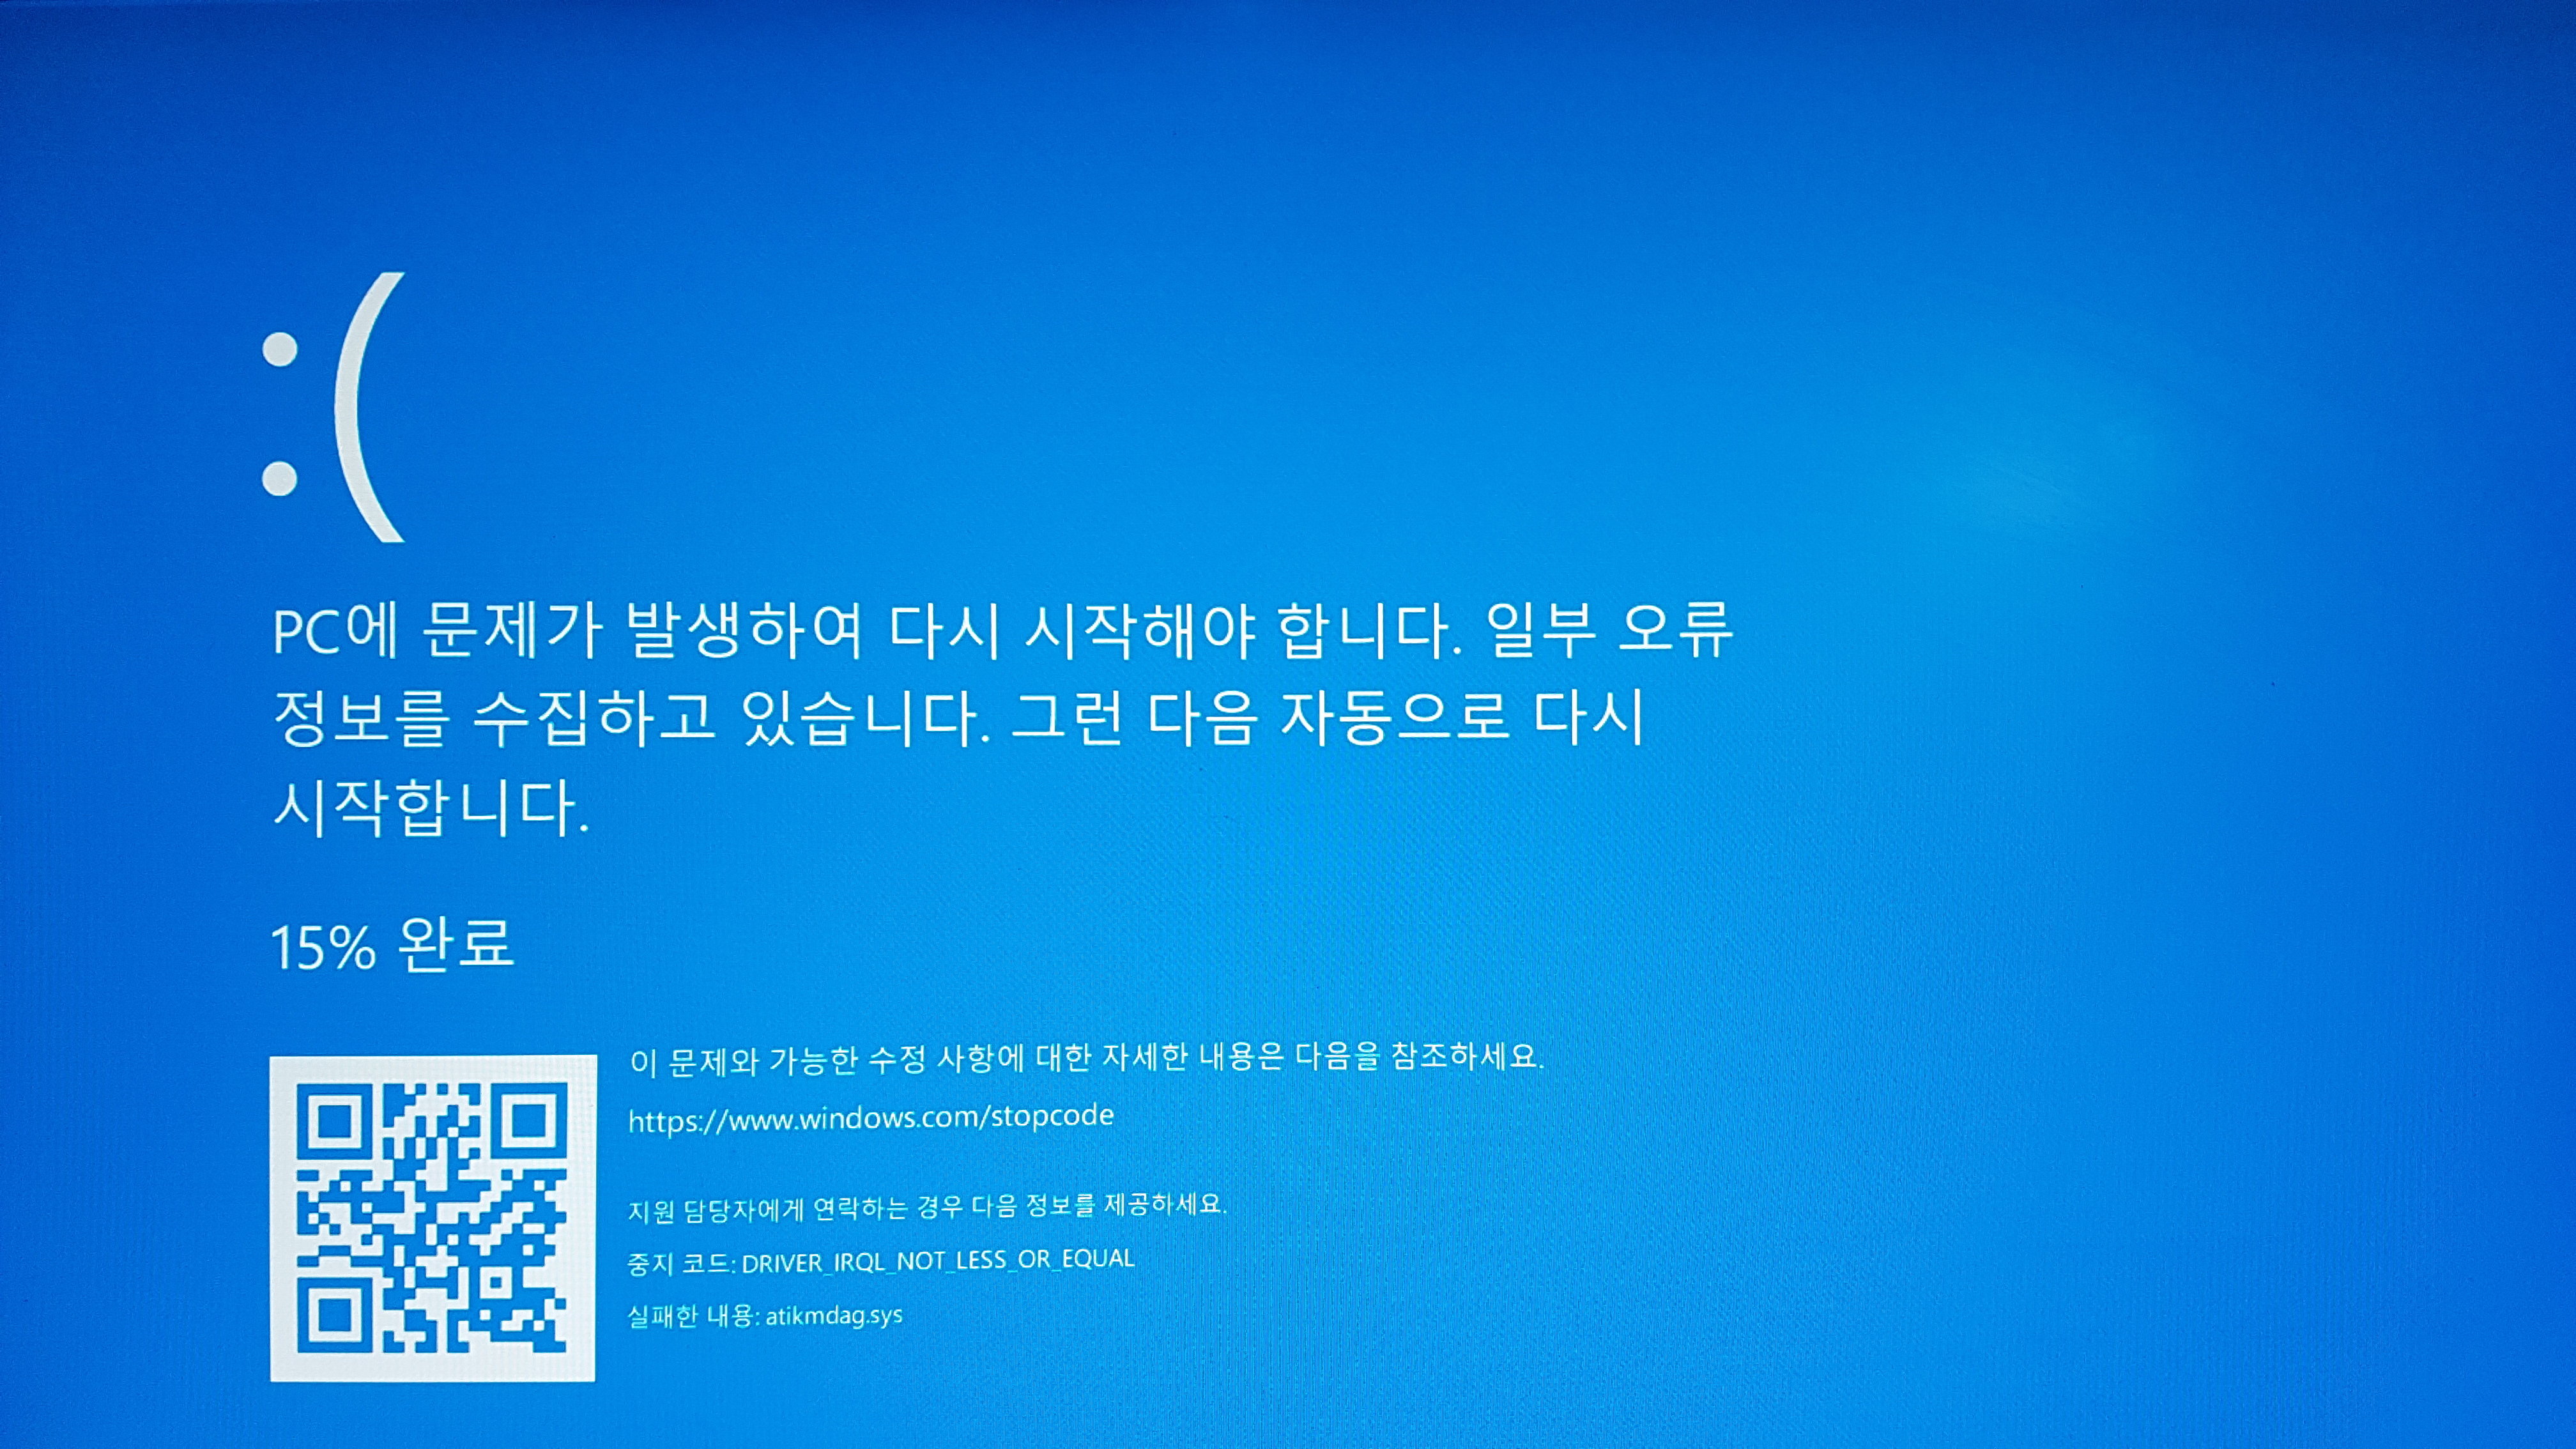 :(
PC에 문제가 발생하여 다시 시작해야 합니다. 일부 오류
정보를 수집하고 있습니다. 그런 다음 자동으로 다시
시작합니다.
15% 완료
이 문제와 가능한 수정 사항에 대한 자세한 내용은 다음을 참조하세요.
https://www.windows.com/stopcode
지원 담당자에게 연락하는 경우 다음 정보를 제공하세요.
중지 코드: DRIVER_IRQL_NOT_LESS_OR_EQUAL
실패한 내용: atikmdag.sys